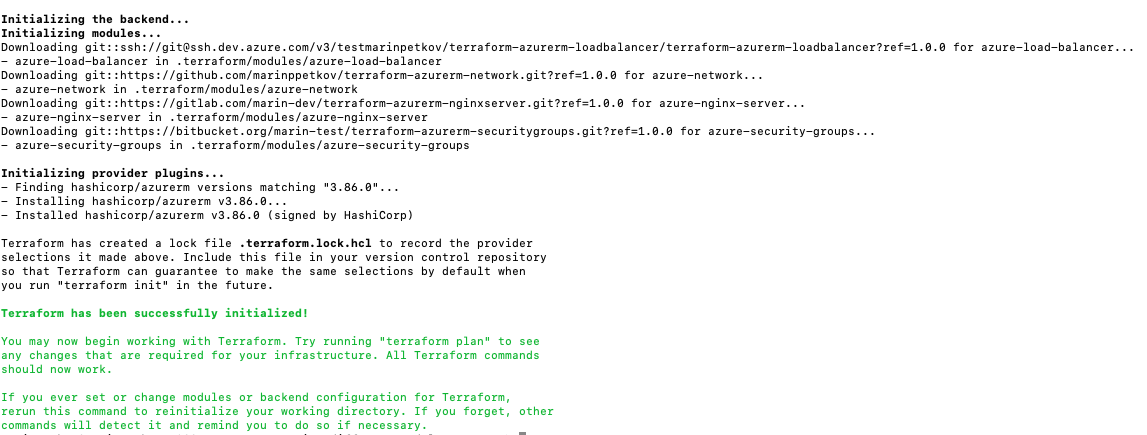 Initializing the backend...
Initializing modules...
Downloading git::ssh://git@ssh.dev.azure.com/v3/testmarinpetkov/terraform-azurerm-loadbalancer/terraform-azurerm-loadbalancer?ref=1.0.0 for azure-load-balancer...
- azure-load-balancer in .terraform/modules/azure-load-balancer
Downloading git::https://github.com/marinppetkov/terraform-azurerm-network.git?ref=1.0.0 for azure-network...
- azure-network in .terraform/modules/azure-network
Downloading git::https://gitlab.com/marin-dev/terraform-azurerm-nginxserver.git?ref=1.0.0 for azure-nginx-server...
- azure-nginx-server in .terraform/modules/azure-nginx-server
Downloading git::https://bitbucket.org/marin-test/terraform-azurerm-securitygroups.git?ref=1.0.0 for azure-security-groups...
- azure-security-groups in .terraform/modules/azure-security-groups
Initializing provider plugins...
- Finding hashicorp/azurerm versions matching "3.86.0"...
- Installing hashicorp/azurerm v3.86.0...
- Installed hashicorp/azurerm v3.86.0 (signed by HashiCorp)
Terraform has created a lock file .terraform.lock.hcl to record the provider
selections it made above. Include this file in your version control repository
so that Terraform can guarantee to make the same selections by default when
you run "terraform init" in the future.
Terraform has been successfully initialized!
You may now begin working with Terraform. Try running "terraform plan" to see
any changes that are required for your infrastructure. All Terraform commands
should now work.
If you ever set or change modules or backend configuration for Terraform,
rerun this command to reinitialize your working directory. If you forget, other
commands will detect it and remind you to do so if necessary.